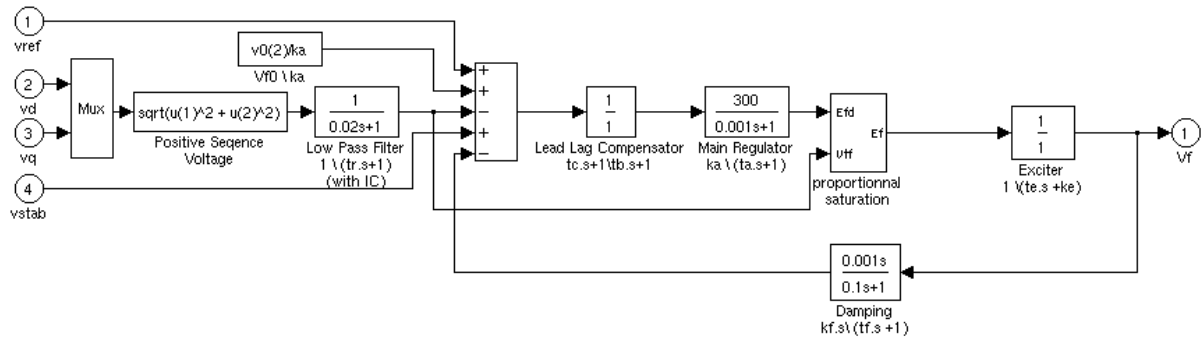 1
vref
v0(2)/ka
Vf0 \ ka
2
vd
3
vq
Mux
sqrt(u(1)^2 + u(2)^2)
Positive Seqence
Voltage
1
0.02s+1
Low Pass Filter
1 \ (tr.s+1)
(with IC)
4
vstab
+
+
−
+
−
1
1
Lead Lag Compensator
tc.s+1\tb.s+1
300
0.001s+1
Main Regulator
ka \ (ta.s+1)
Efd
Ef
Vtf
proportionnal
saturation
1
1
Exciter
1 \(te.s +ke)
1
Vf
0.001s
0.1s+1
Damping
kf.s\ (tf.s +1)